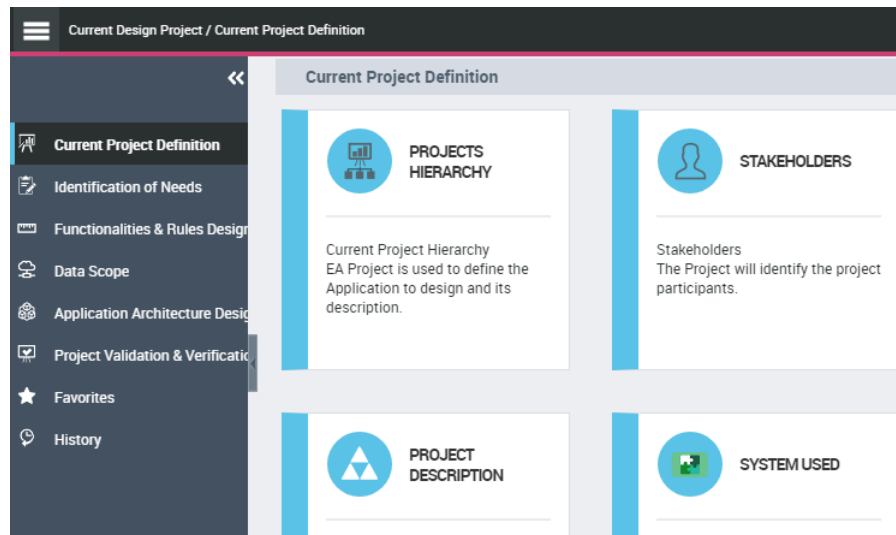 Current Design Project / Current Project Definition
Current Project Definition
Identification of Needs
Functionalities & Rules Design
Data Scope
Application Architecture
Project Validation &
Favorites
History
Current Project Definition
PROJECTS
HIERARCHY
Current Project Hierarchy
EA Project is used to define the
Application to design and its
description.
STAKEHOLDERS
Stakeholders
The Project will identify the project
participants.
PROJECT
DESCRIPTION
SYSTEM USED